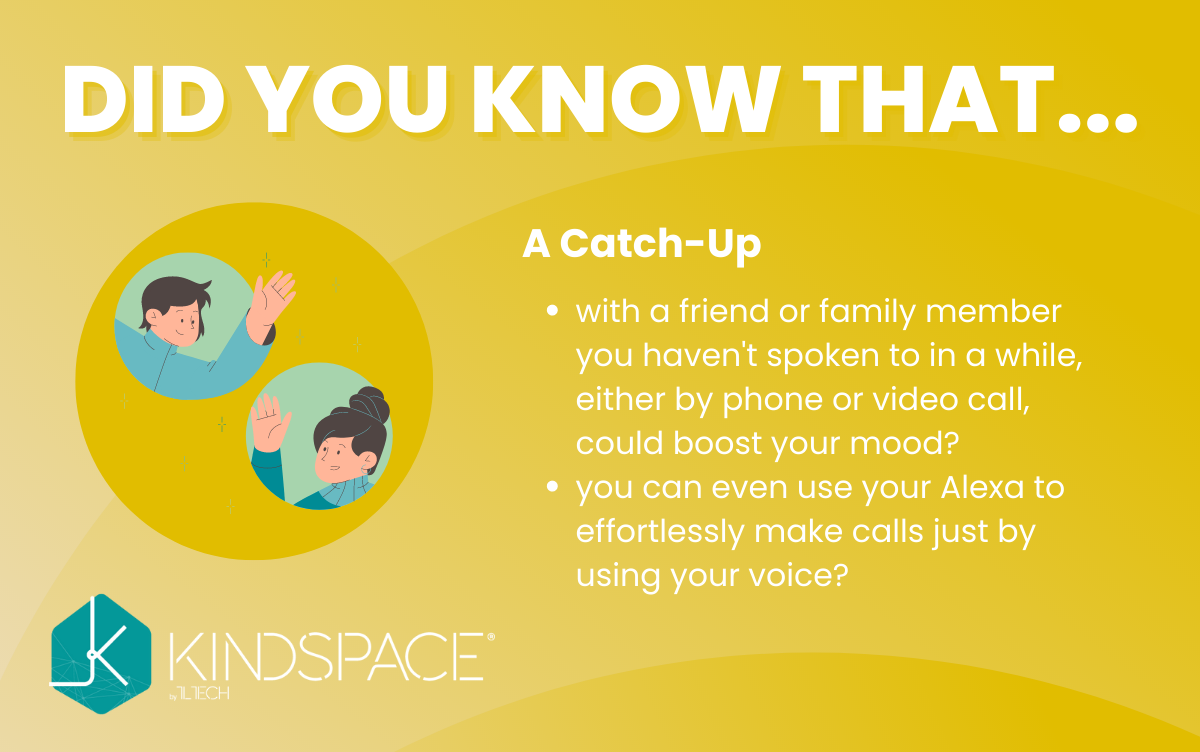 DID YOU KNOW THAT...
A Catch-Up
• with a friend or family member
you haven't spoken to in a while,
either by phone or video call,
could boost your mood?
• you can even use your Alexa to
effortlessly make calls just by
using your voice?
KINDSPACE®
by 1LTECH